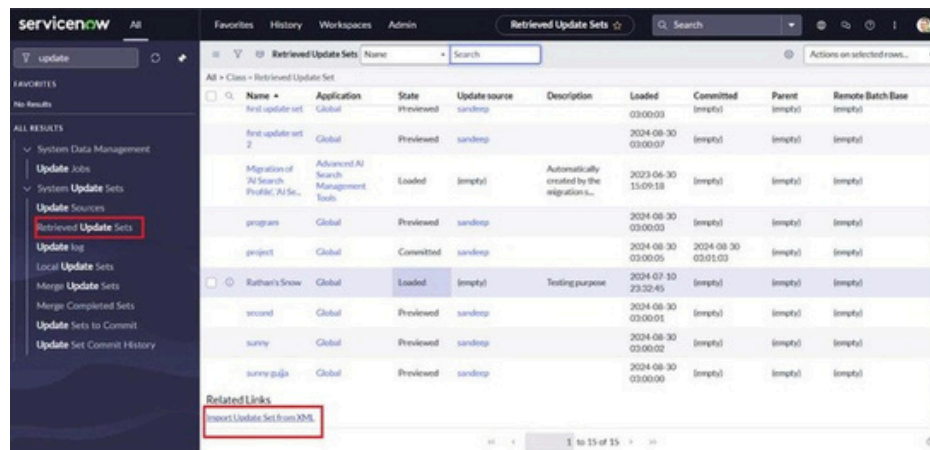 servicenow All Favorites History Workspaces Admin Retrieved Update Sets Search
update Retrieved Update Sets Name Search Actions on selected rows...
FAVORITES
No Results
ALL RESULTS
System Data Management
Update Jobs
System Update Sets
Update Sources
Retrieved Update Sets
Update log
Local Update Sets
Merge Update Sets
Merge Completed Sets
Update Sets to Commit
Update Set Commit History
All > Class = Retrieved Update Set
Name Application State Update source Description Loaded Committed Parent Remote Batch Base
first update set Global Previewed sandeep 03:00:03 (empty) (empty) (empty)
first update set Global Previewed sandeep 2024-08-30 (empty) (empty) (empty)
2 03:00:07
Migration of Advanced AI Loaded (empty) Automatically 2023-06-30 (empty) (empty) (empty)
'AI Search Search created by the 15:09:18
Profile', 'AI Se... Management migration s...
Tools
program Global Previewed sandeep 2024-08-30 (empty) (empty) (empty)
03:00:03
project Global Committed sandeep 2024-08-30 2024-08-30 (empty) (empty)
03:00:05 03:01:03
Rathan's Snow Global Loaded (empty) Testing purpose 2024-07-10 (empty) (empty) (empty)
23:32:45
second Global Previewed sandeep 2024-08-30 (empty) (empty) (empty)
03:00:01
sunny Global Previewed sandeep 2024-08-30 (empty) (empty) (empty)
03:00:02
sunny gujja Global Previewed sandeep 2024-08-30 (empty) (empty) (empty)
03:00:00
Related Links
Import Update Set from XML
1 to 15 of 15